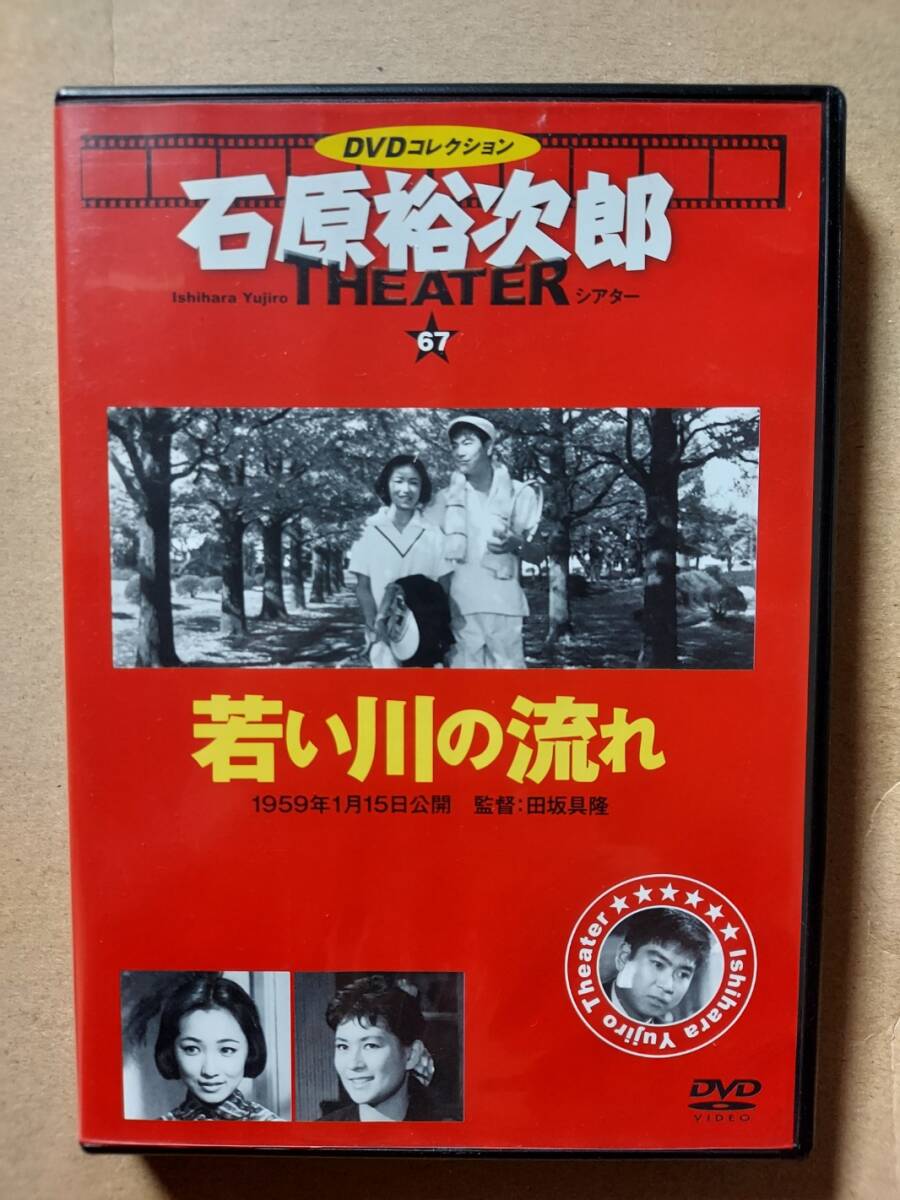 DVDコレクション
石原裕次郎
Ishihara Yujiro THEATER シアター
67
若い川の流れ
1959年1月15日公開 監督:田坂具隆
Ishihara Yujiro Theater ★★★★★★
DVD
VIDEO